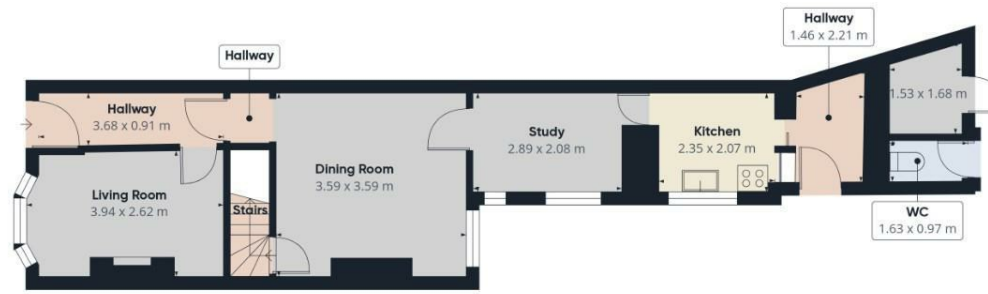 Hallway
1.46 x 2.21 m
Hallway
Hallway
3.68 x 0.91 m
1.53 x 1.68 m
Study
2.89 x 2.08 m
Kitchen
2.35 x 2.07 m
Dining Room
3.59 x 3.59 m
Living Room
3.94 x 2.62 m
Stairs
WC
1.63 x 0.97 m